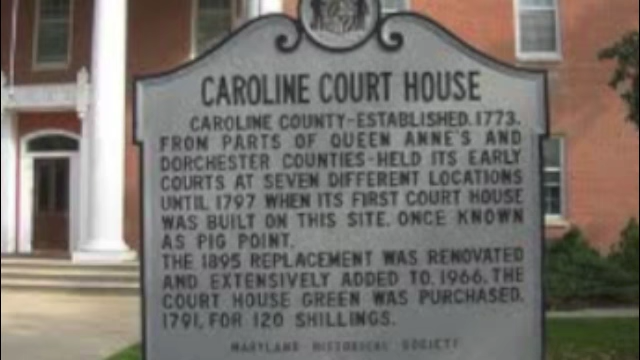 CAROLINE COURT HOUSE
CAROLINE COUNTY-ESTABLISHED, 1773,
FROM PARTS OF QUEEN ANNE'S AND
DORCHESTER COUNTIES-HELD ITS EARLY
COURTS AT SEVEN DIFFERENT LOCATIONS
UNTIL 1797 WHEN ITS FIRST COURT HOUSE
WAS BUILT ON THIS SITE, ONCE KNOWN
AS PIG POINT.
THE 1895 REPLACEMENT WAS RENOVATED
AND EXTENSIVELY ADDED TO, 1966. THE
COURT HOUSE GREEN WAS PURCHASED,
1791, FOR 120 SHILLINGS.
MARYLAND HISTORICAL SOCIETY